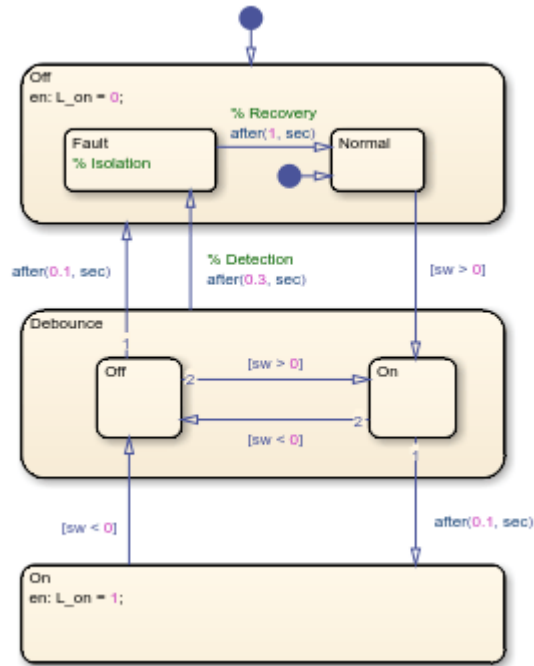 Off
en: L_on = 0;
% Recovery
after(1, sec)
Fault
% Isolation
Normal
after(0.1, sec)
% Detection
after(0.3, sec)
[sw > 0]
Debounce
1
Off
2
[sw > 0]
On
2
[sw < 0]
1
[sw < 0]
after(0.1, sec)
On
en: L_on = 1;